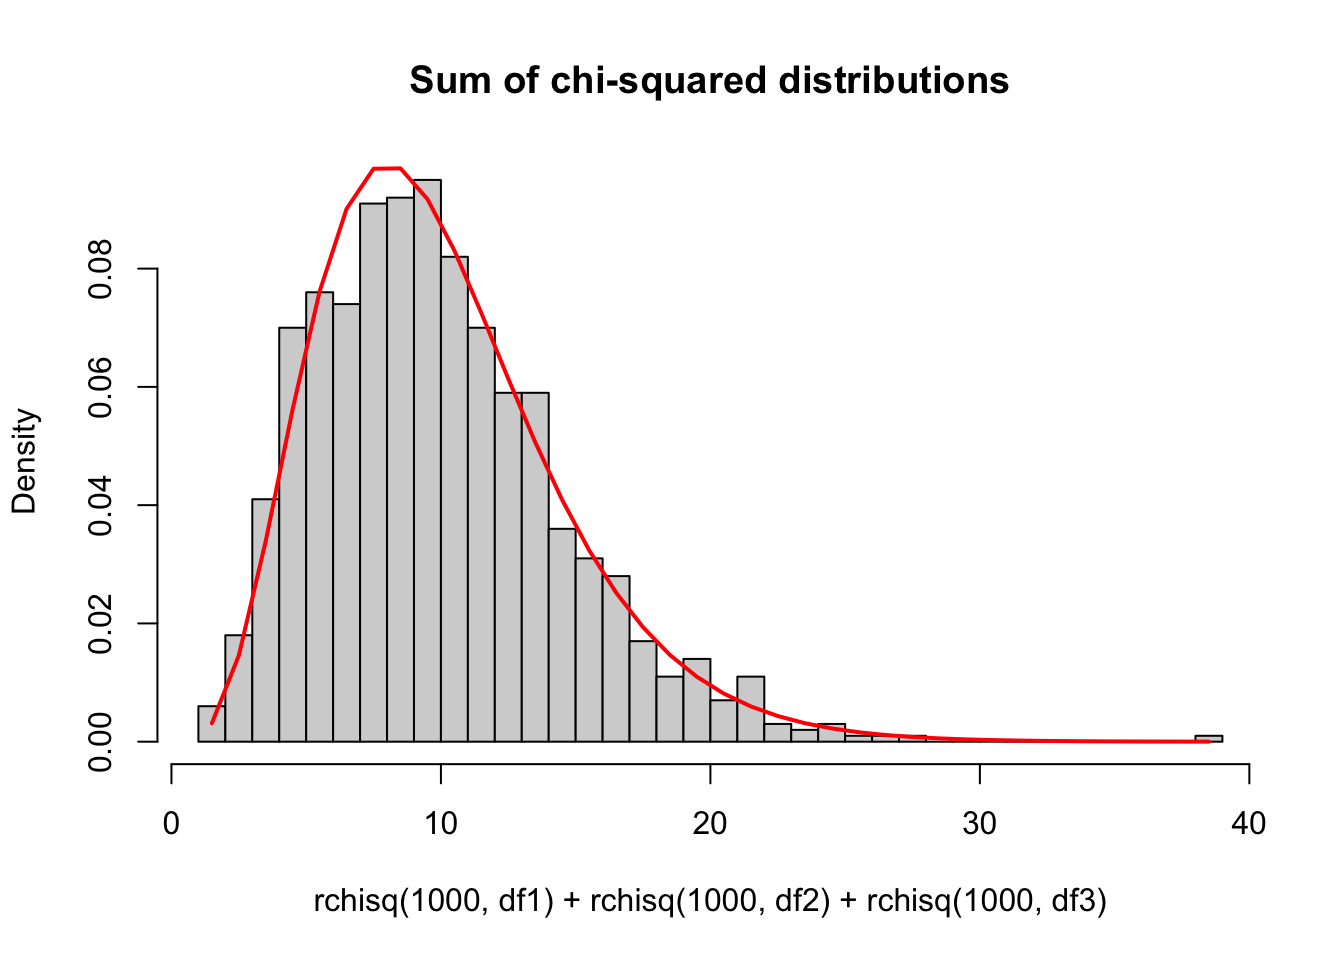 Sum of chi-squared distributions
Density
0.08
0.06
0.04
0.02
0.00
0 10 20 30 40
rchisq(1000, df1) + rchisq(1000, df2) + rchisq(1000, df3)